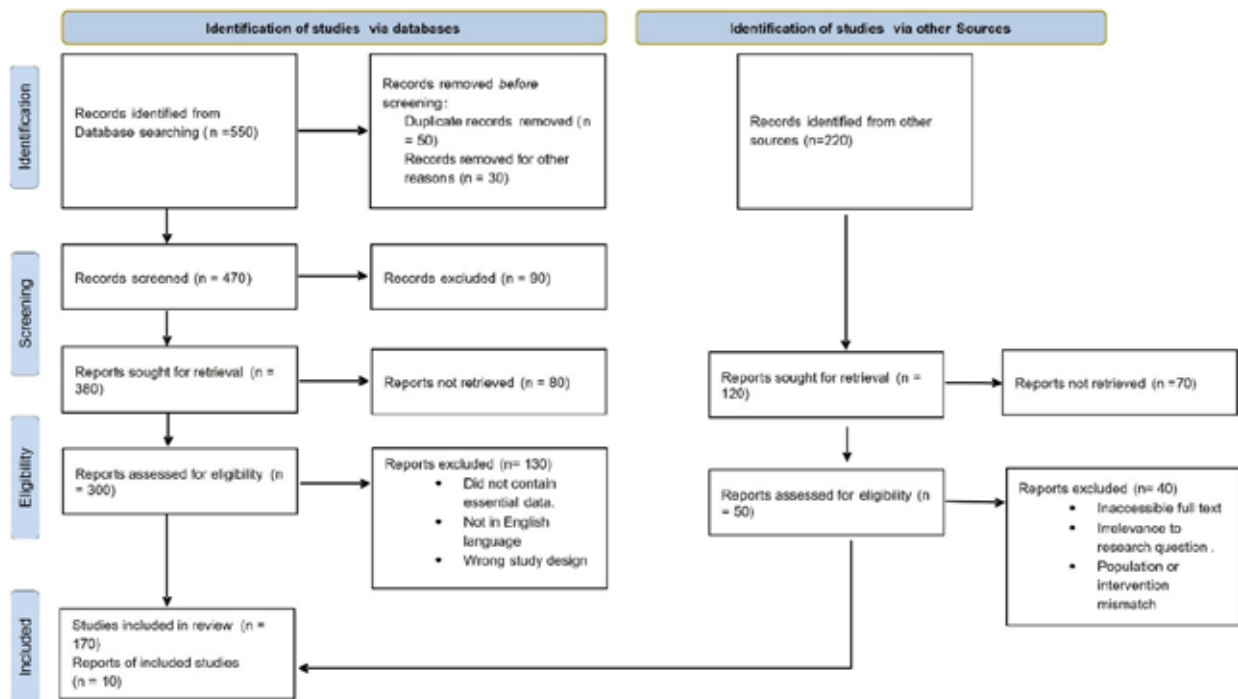 Identification of studies via databases
Identification of studies via other Sources
Identification
Records identified from
Database searching ( n =550)
Records removed before
screening:
Duplicate records removed (n
= 50)
Records removed for other
reasons (n = 30)
Records identified from other
sources (n=220)
Screening
Records screened (n = 470)
Records excluded (n = 90)
Reports sought for retrieval (n =
380)
Reports not retrieved (n = 80)
Reports sought for retrieval (n =
120)
Reports not retrieved (n =70)
Eligibility
Reports assessed for eligibility (n
= 300)
Reports excluded (n= 130)
• Did not contain
essential data.
• Not in English
language
• Wrong study design
Reports assessed for eligibility (n
= 50)
Reports excluded (n= 40)
• Inaccessible full text
• Irrelevance to
research question .
• Population or
intervention
mismatch
Included
Studies included in review (n =
170)
Reports of included studies
(n = 10)